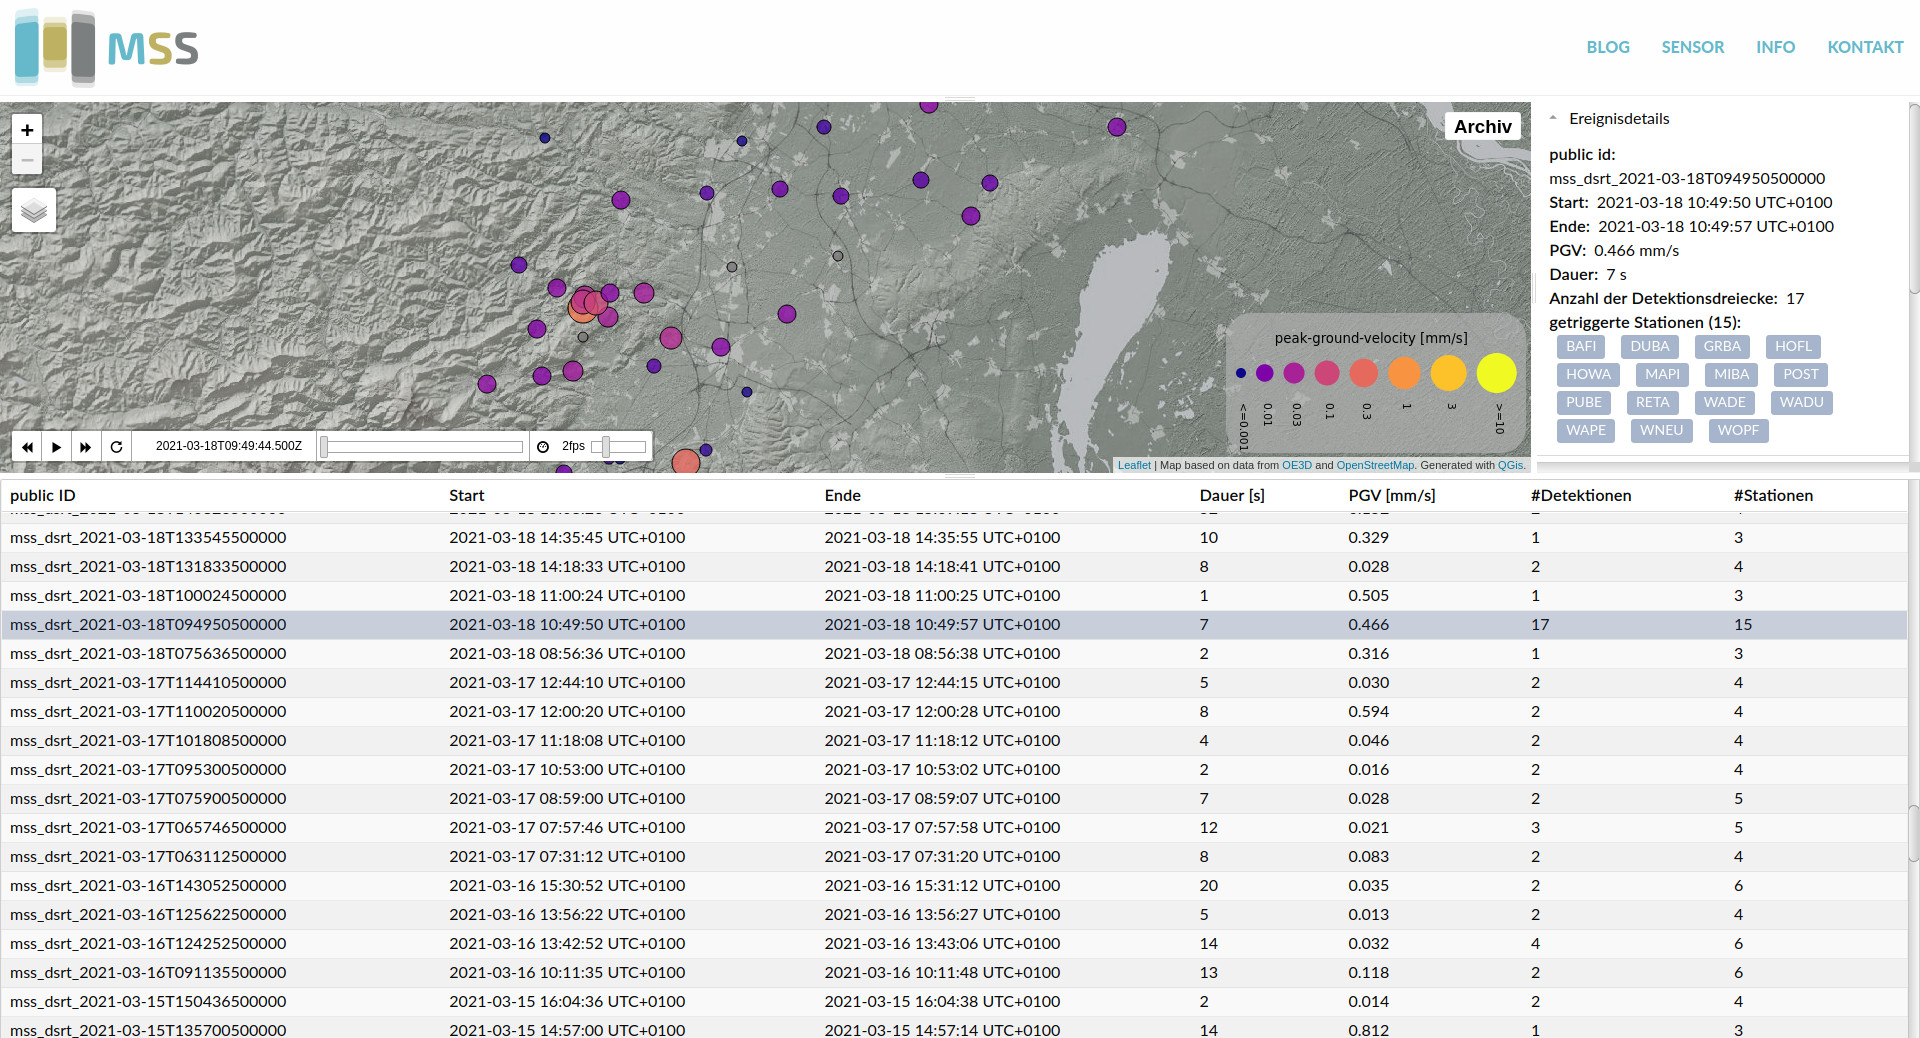 MSS
BLOG SENSOR INFO KONTAKT
+
−
Archiv
peak-ground-velocity [mm/s]
<=0.001 0.01 0.03 0.1 0.3 1 3 >=10
2021-03-18T09:49:44.500Z 2fps
Leaflet | Map based on data from OE3D and OpenStreetMap. Generated with QGis.
Ereignisdetails
public id:
mss_dsrt_2021-03-18T094950500000
Start: 2021-03-18 10:49:50 UTC+0100
Ende: 2021-03-18 10:49:57 UTC+0100
PGV: 0.466 mm/s
Dauer: 7 s
Anzahl der Detektionsdreiecke: 17
getriggerte Stationen (15):
BAFI DUBA GRBA HOFL
HOWA MAPI MIBA POST
PUBE RETA WADE WADU
WAPE WNEU WOPF
public ID Start Ende Dauer [s] PGV [mm/s] #Detektionen #Stationen
mss_dsrt_2021-03-18T133545500000 2021-03-18 14:35:45 UTC+0100 2021-03-18 14:35:55 UTC+0100 10 0.329 1 3
mss_dsrt_2021-03-18T131833500000 2021-03-18 14:18:33 UTC+0100 2021-03-18 14:18:41 UTC+0100 8 0.028 2 4
mss_dsrt_2021-03-18T100024500000 2021-03-18 11:00:24 UTC+0100 2021-03-18 11:00:25 UTC+0100 1 0.505 1 3
mss_dsrt_2021-03-18T094950500000 2021-03-18 10:49:50 UTC+0100 2021-03-18 10:49:57 UTC+0100 7 0.466 17 15
mss_dsrt_2021-03-18T075636500000 2021-03-18 08:56:36 UTC+0100 2021-03-18 08:56:38 UTC+0100 2 0.316 1 3
mss_dsrt_2021-03-17T114410500000 2021-03-17 12:44:10 UTC+0100 2021-03-17 12:44:15 UTC+0100 5 0.030 2 4
mss_dsrt_2021-03-17T110020500000 2021-03-17 12:00:20 UTC+0100 2021-03-17 12:00:28 UTC+0100 8 0.594 2 4
mss_dsrt_2021-03-17T101808500000 2021-03-17 11:18:08 UTC+0100 2021-03-17 11:18:12 UTC+0100 4 0.046 2 4
mss_dsrt_2021-03-17T095300500000 2021-03-17 10:53:00 UTC+0100 2021-03-17 10:53:02 UTC+0100 2 0.016 2 4
mss_dsrt_2021-03-17T075900500000 2021-03-17 08:59:00 UTC+0100 2021-03-17 08:59:07 UTC+0100 7 0.028 2 5
mss_dsrt_2021-03-17T065746500000 2021-03-17 07:57:46 UTC+0100 2021-03-17 07:57:58 UTC+0100 12 0.021 3 5
mss_dsrt_2021-03-17T063112500000 2021-03-17 07:31:12 UTC+0100 2021-03-17 07:31:20 UTC+0100 8 0.083 2 4
mss_dsrt_2021-03-16T143052500000 2021-03-16 15:30:52 UTC+0100 2021-03-16 15:31:12 UTC+0100 20 0.035 2 6
mss_dsrt_2021-03-16T125622500000 2021-03-16 13:56:22 UTC+0100 2021-03-16 13:56:27 UTC+0100 5 0.013 2 4
mss_dsrt_2021-03-16T124252500000 2021-03-16 13:42:52 UTC+0100 2021-03-16 13:43:06 UTC+0100 14 0.032 4 6
mss_dsrt_2021-03-16T091135500000 2021-03-16 10:11:35 UTC+0100 2021-03-16 10:11:48 UTC+0100 13 0.118 2 6
mss_dsrt_2021-03-15T150436500000 2021-03-15 16:04:36 UTC+0100 2021-03-15 16:04:38 UTC+0100 2 0.014 2 4
mss_dsrt_2021-03-15T135700500000 2021-03-15 14:57:00 UTC+0100 2021-03-15 14:57:14 UTC+0100 14 0.812 1 3